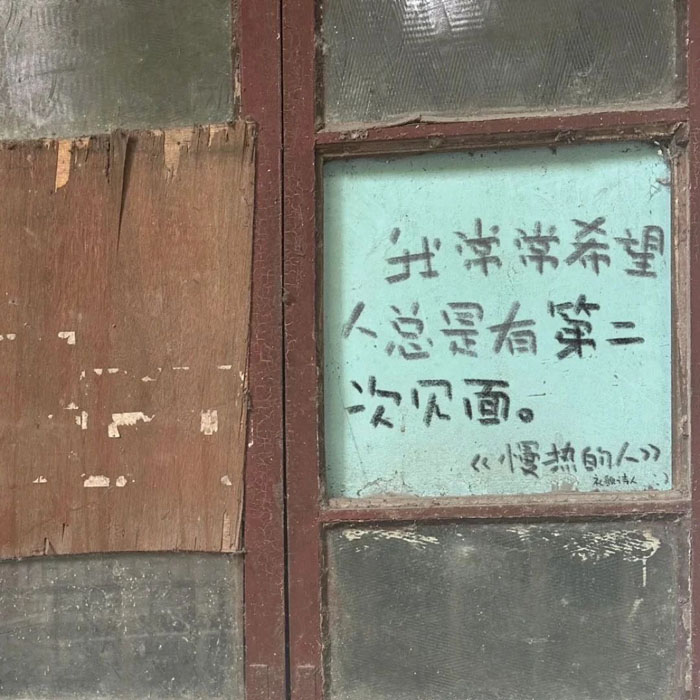 我常常希望
人总是有第二
次见面。
《慢热的人》